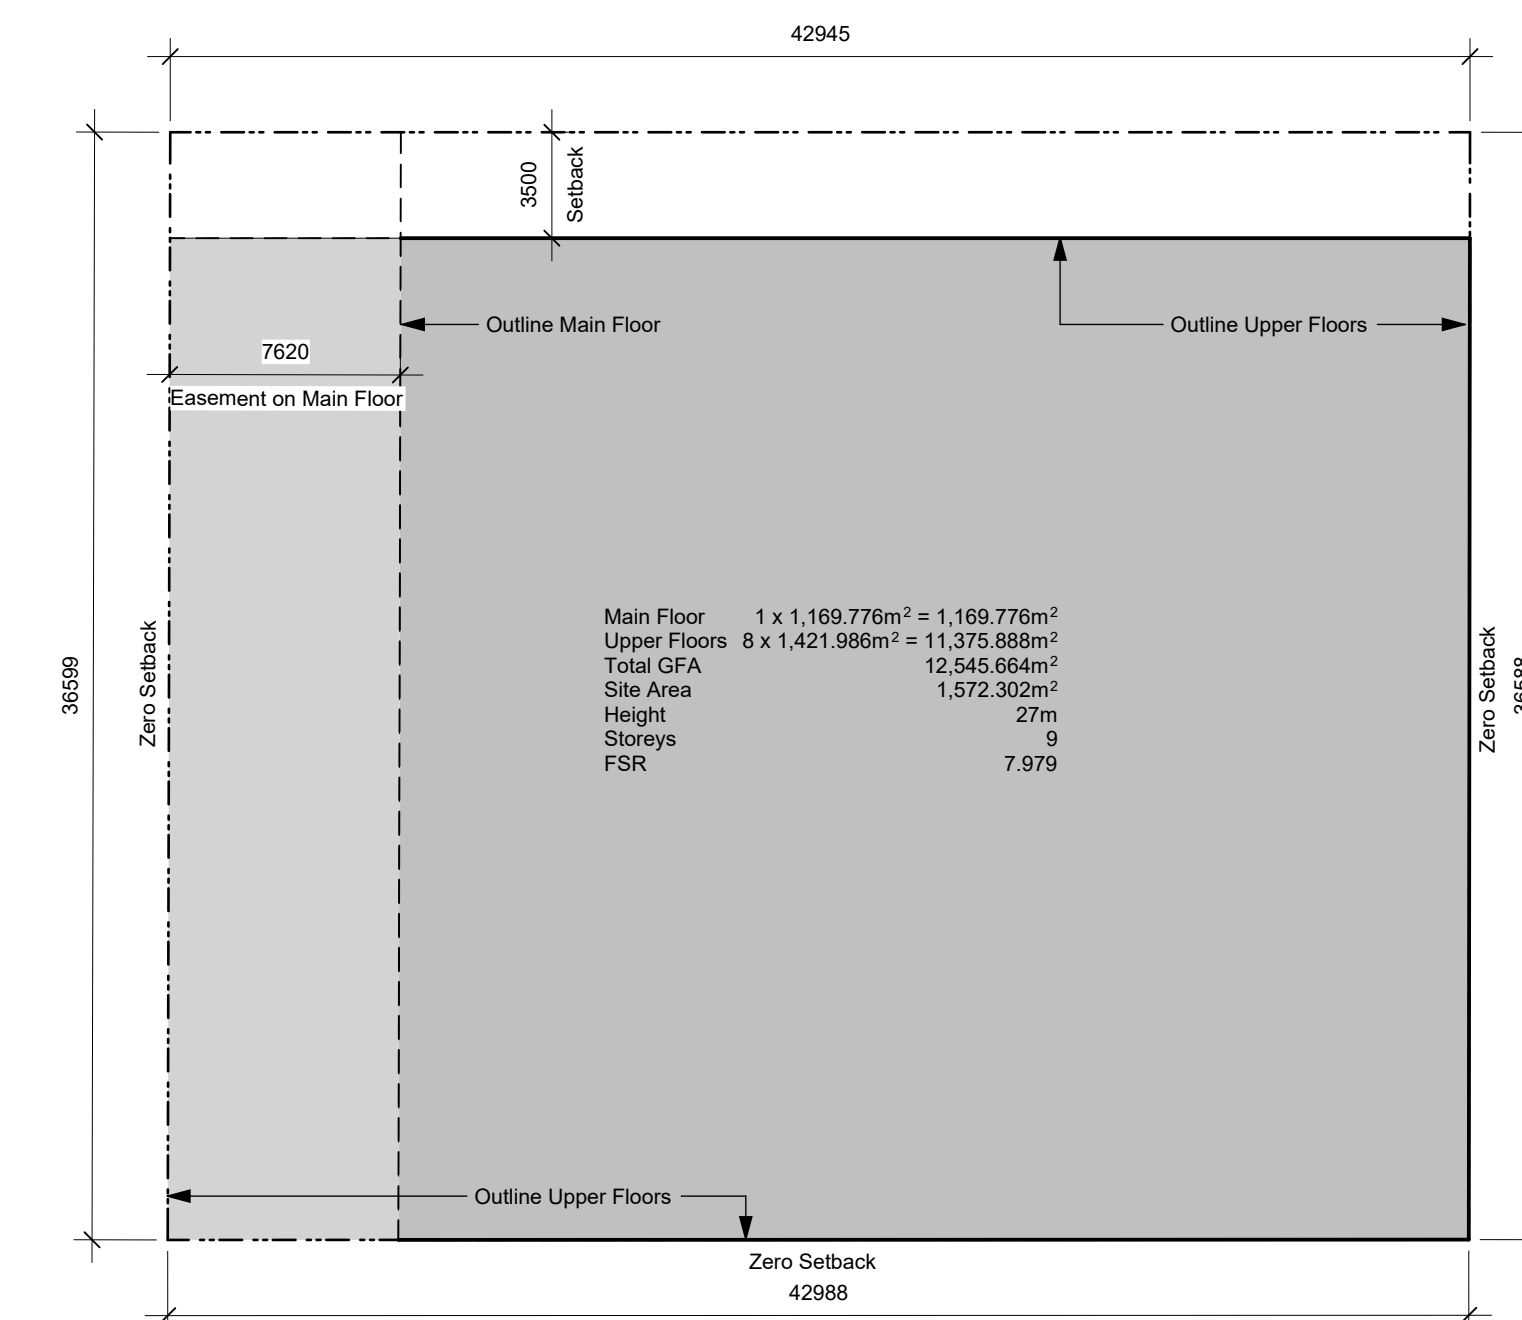 42945
3500
Setback
Outline Main Floor
Outline Upper Floors
7620
Easement on Main Floor
Main Floor 1 x 1,169.776m² = 1,169.776m²
Upper Floors 8 x 1,421.986m² = 11,375.888m²
Total GFA 12,545.664m²
Site Area 1,572.302m²
Height 27m
Storeys 9
FSR 7.979
36599
Zero Setback
Zero Setback
Outline Upper Floors
Zero Setback
42988